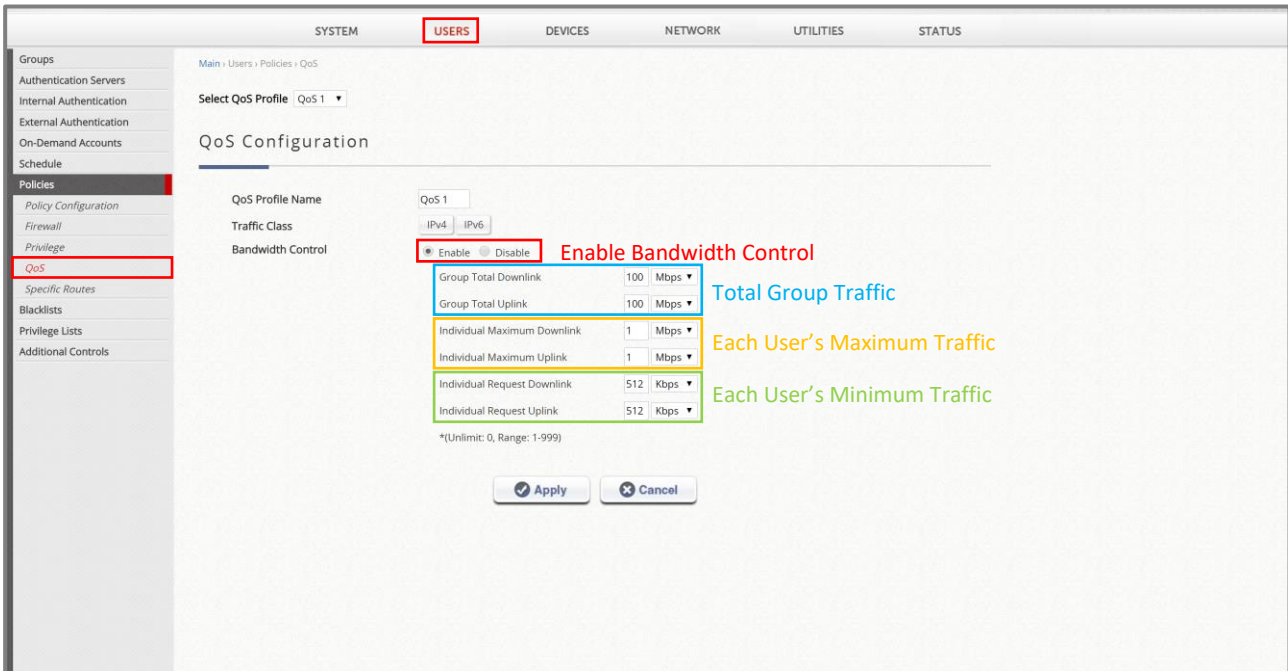 SYSTEM USERS DEVICES NETWORK UTILITIES STATUS
Groups
Authentication Servers
Internal Authentication
External Authentication
On-Demand Accounts
Schedule
Policies
Policy Configuration
Firewall
Privilege
QoS
Specific Routes
Blacklists
Privilege Lists
Additional Controls
Main › Users › Policies › QoS
Select QoS Profile QoS 1
QoS Configuration
QoS Profile Name QoS 1
Traffic Class IPv4 IPv6
Bandwidth Control Enable Disable Enable Bandwidth Control
Group Total Downlink 100 Mbps
Group Total Uplink 100 Mbps
Total Group Traffic
Individual Maximum Downlink 1 Mbps
Individual Maximum Uplink 1 Mbps
Each User’s Maximum Traffic
Individual Request Downlink 512 Kbps
Individual Request Uplink 512 Kbps
Each User’s Minimum Traffic
*(Unlimit: 0, Range: 1-999)
Apply Cancel